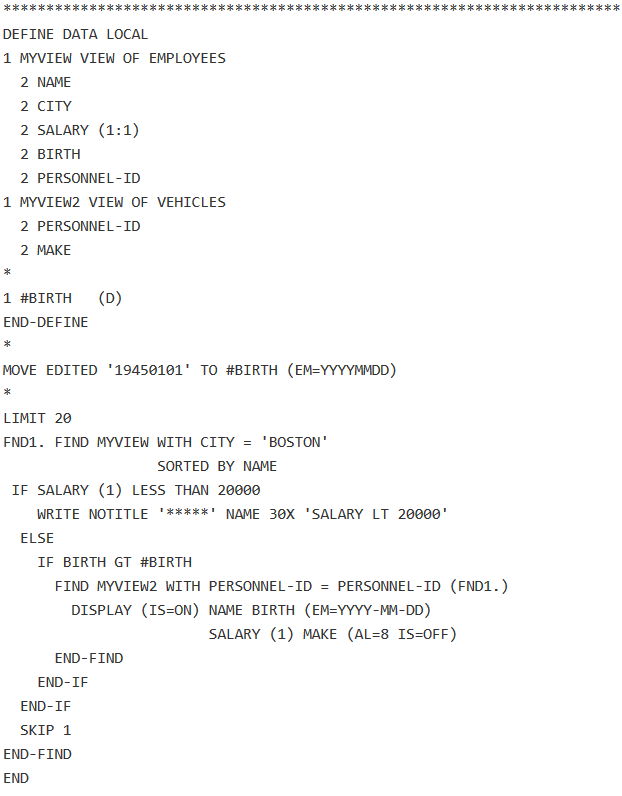 ************************************************************************
DEFINE DATA LOCAL
1 MYVIEW VIEW OF EMPLOYEES
  2 NAME
  2 CITY
  2 SALARY (1:1)
  2 BIRTH
  2 PERSONNEL-ID
1 MYVIEW2 VIEW OF VEHICLES
  2 PERSONNEL-ID
  2 MAKE
*
1 #BIRTH   (D)
END-DEFINE
*
MOVE EDITED '19450101' TO #BIRTH (EM=YYYYMMDD)
*
LIMIT 20
FND1. FIND MYVIEW WITH CITY = 'BOSTON'
                  SORTED BY NAME
 IF SALARY (1) LESS THAN 20000
    WRITE NOTITLE '*****' NAME 30X 'SALARY LT 20000'
  ELSE
    IF BIRTH GT #BIRTH
      FIND MYVIEW2 WITH PERSONNEL-ID = PERSONNEL-ID (FND1.)
        DISPLAY (IS=ON) NAME BIRTH (EM=YYYY-MM-DD)
                        SALARY (1) MAKE (AL=8 IS=OFF)
      END-FIND
    END-IF
  END-IF
  SKIP 1
END-FIND
END